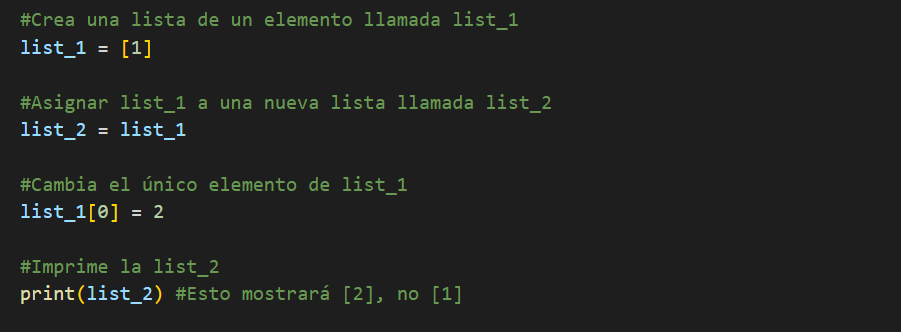 #Crea una lista de un elemento llamada list_1
list_1 = [1]
#Asignar list_1 a una nueva lista llamada list_2
list_2 = list_1
#Cambia el único elemento de list_1
list_1[0] = 2
#Imprime la list_2
print(list_2) #Esto mostrará [2], no [1]